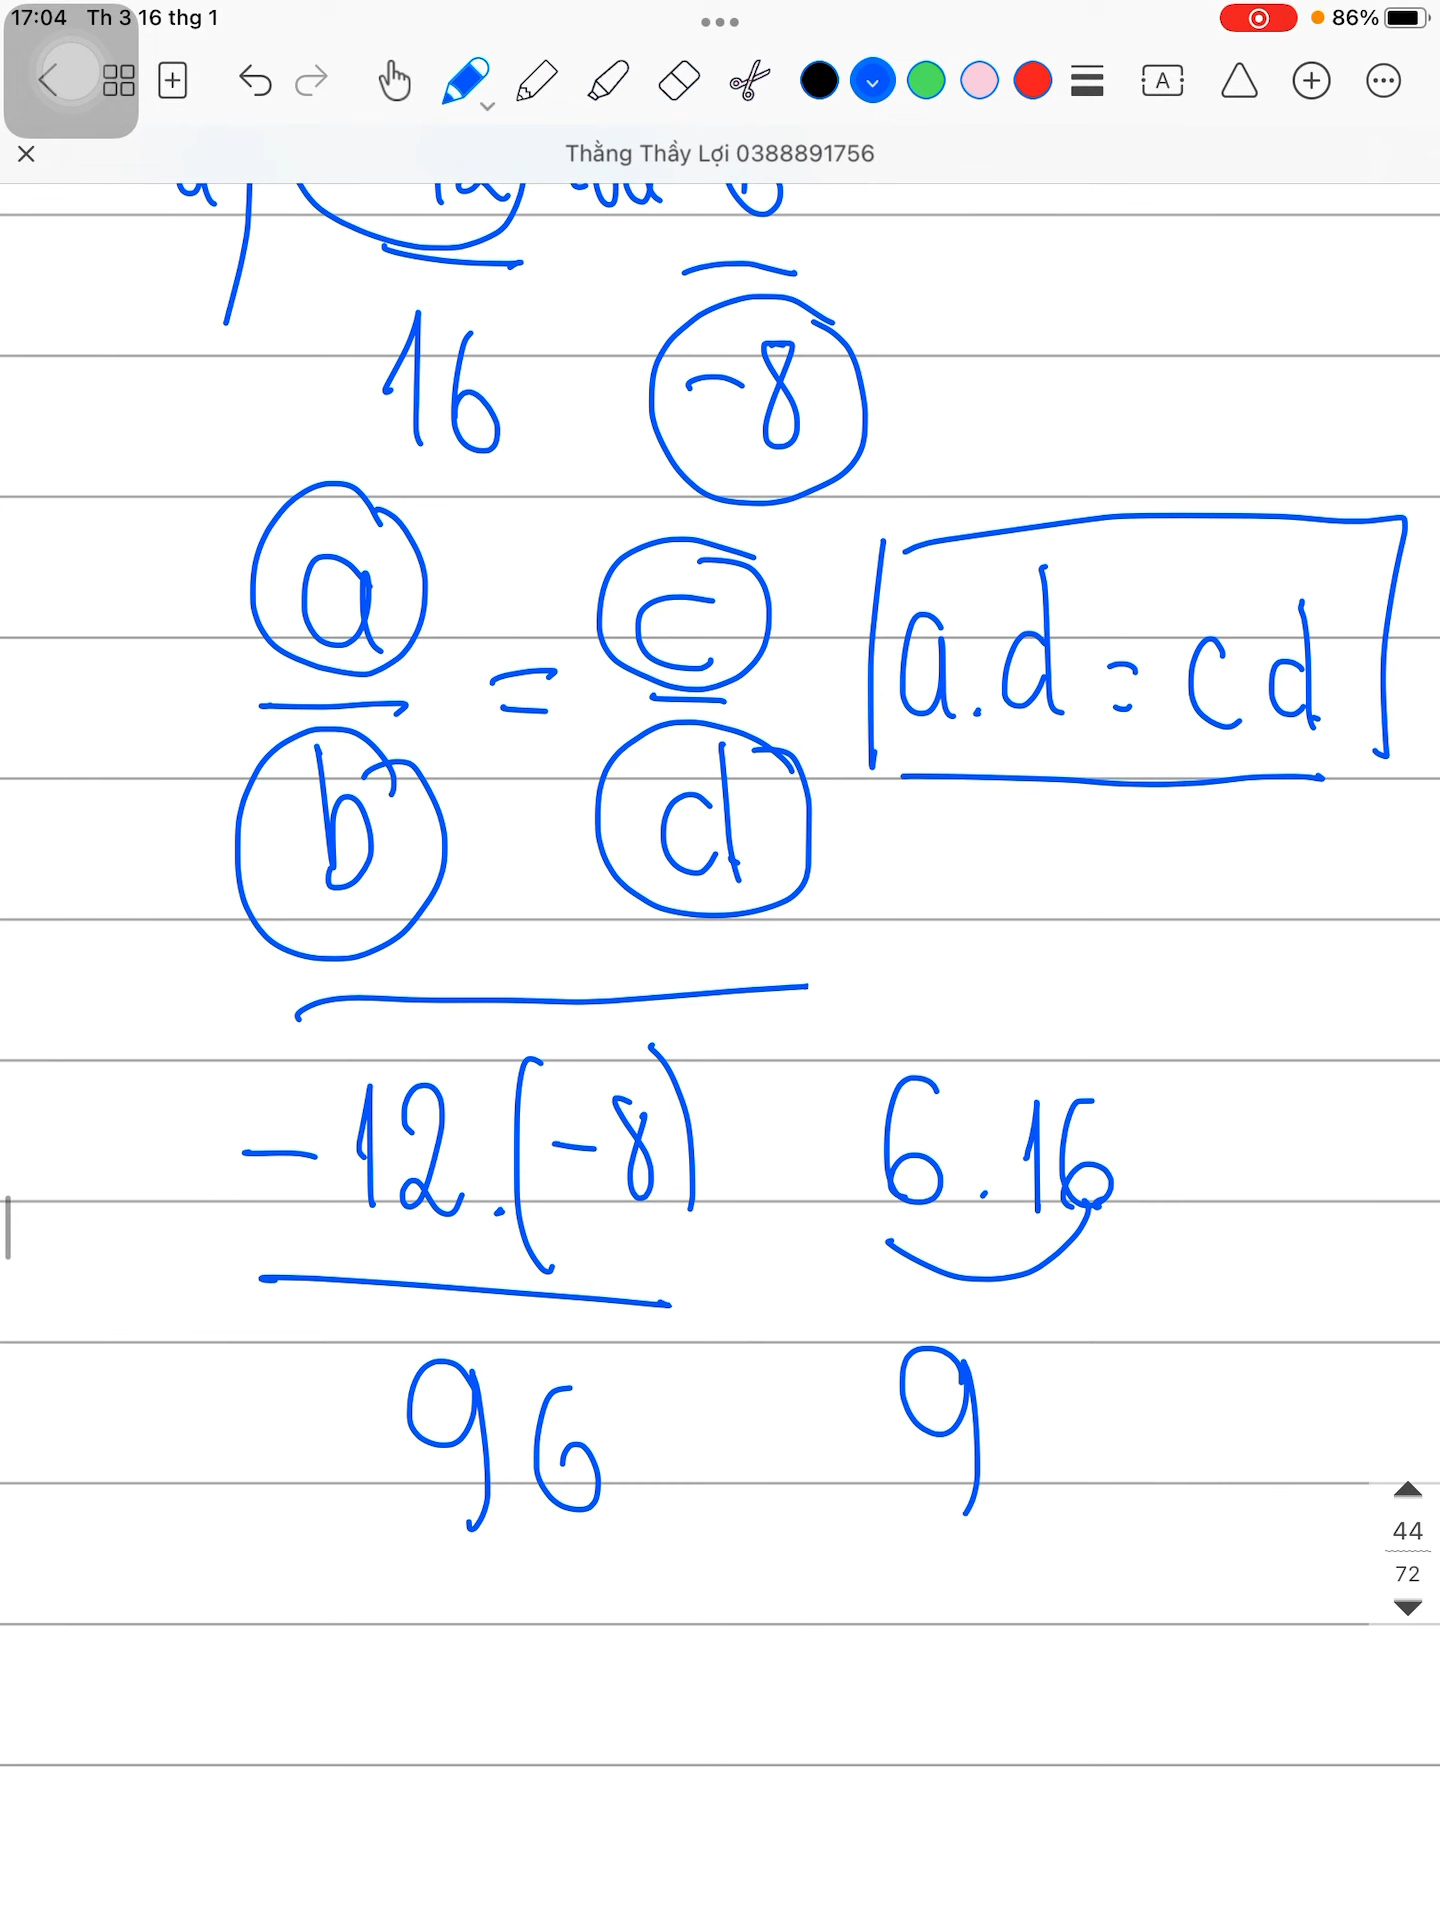 17:04 Th 3 16 thg 1 86%
A
Thằng Thầy Lợi 0388891756
16 -8
a/b = c/d a.d = cd
-12.(-8) 6.16
96 9
44
72